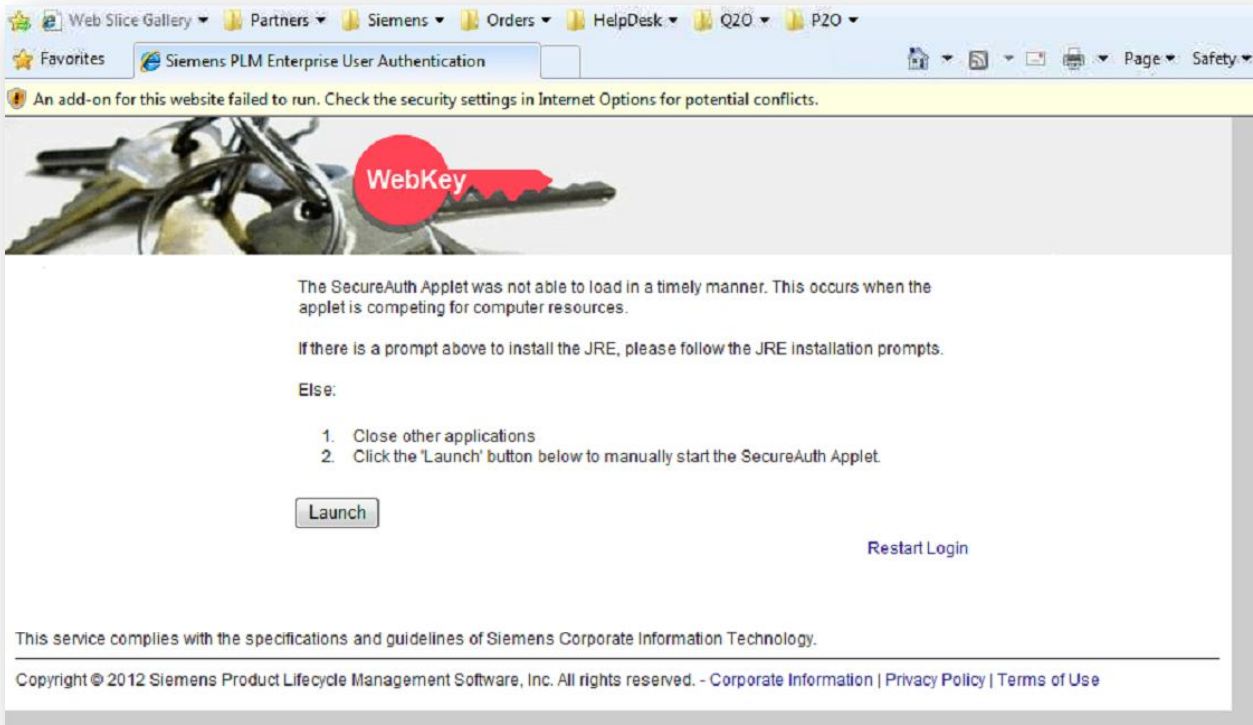 Web Slice Gallery Partners Siemens Orders HelpDesk Q2O P2O
Favorites Siemens PLM Enterprise User Authentication Page Safety
An add-on for this website failed to run. Check the security settings in Internet Options for potential conflicts.
WebKey
The SecureAuth Applet was not able to load in a timely manner. This occurs when the
applet is competing for computer resources.
If there is a prompt above to install the JRE, please follow the JRE installation prompts.
Else:
1. Close other applications
2. Click the 'Launch' button below to manually start the SecureAuth Applet.
Launch
Restart Login
This service complies with the specifications and guidelines of Siemens Corporate Information Technology.
Copyright © 2012 Siemens Product Lifecycle Management Software, Inc. All rights reserved. - Corporate Information | Privacy Policy | Terms of Use